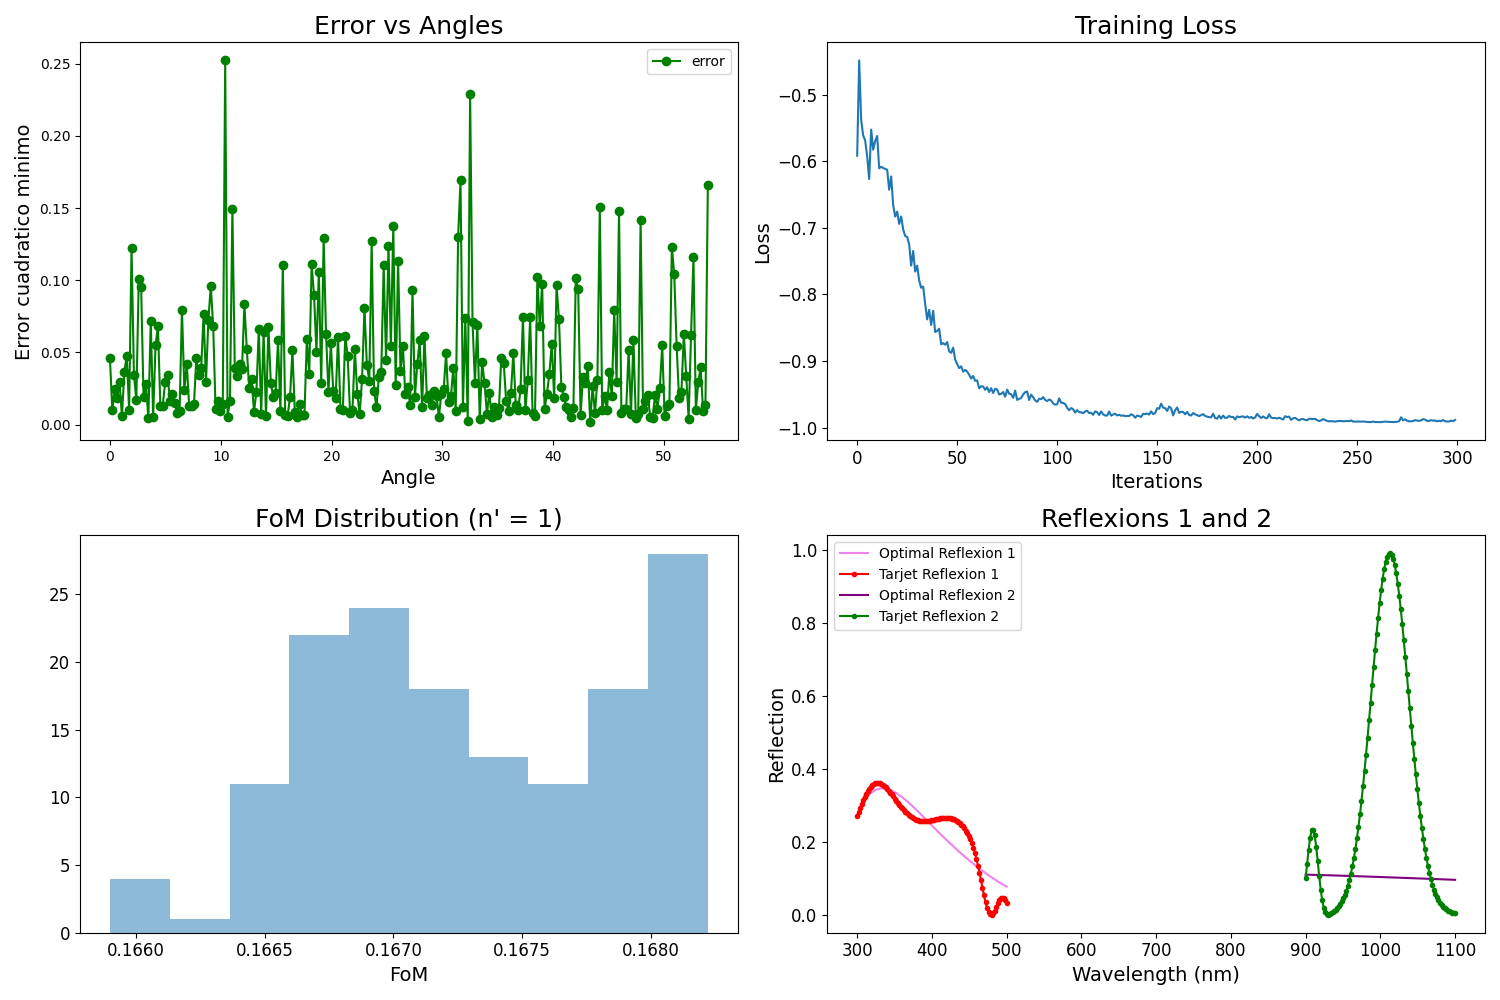 Error vs Angles
Error cuadratico minimo
0.25
0.20
0.15
0.10
0.05
0.00
error
0 10 20 30 40 50
Angle
Training Loss
Loss
−0.5
−0.6
−0.7
−0.8
−0.9
−1.0
0 50 100 150 200 250 300
Iterations
FoM Distribution (n' = 1)
25
20
15
10
5
0
0.1660 0.1665 0.1670 0.1675 0.1680
FoM
Reflexions 1 and 2
Reflection
1.0
0.8
0.6
0.4
0.2
0.0
Optimal Reflexion 1
Tarjet Reflexion 1
Optimal Reflexion 2
Tarjet Reflexion 2
300 400 500 600 700 800 900 1000 1100
Wavelength (nm)